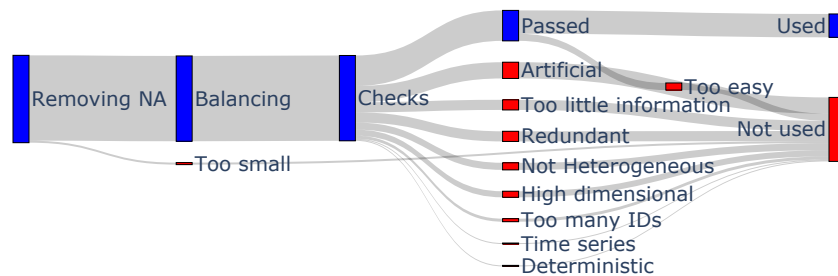 Removing NA
Balancing
Too small
Checks
Passed
Artificial
Too little information
Redundant
Not Heterogeneous
High dimensional
Too many IDs
Time series
Deterministic
Too easy
Used
Not used